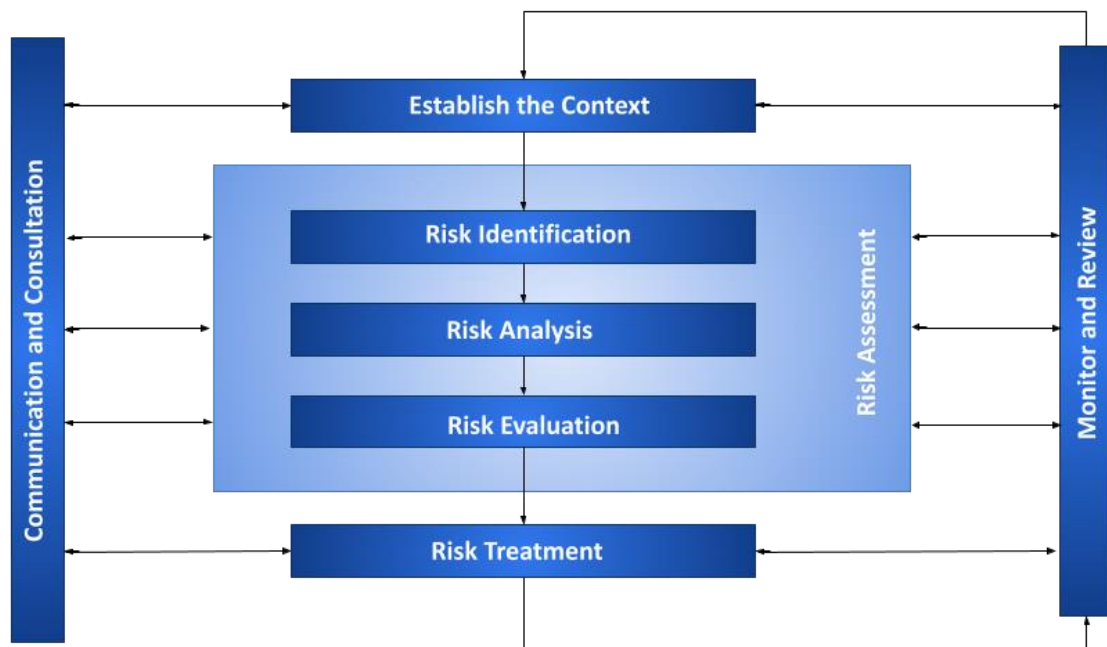 Establish the Context
Communication and Consultation
Risk Identification
Risk Analysis
Risk Evaluation
Risk Assessment
Monitor and Review
Risk Treatment